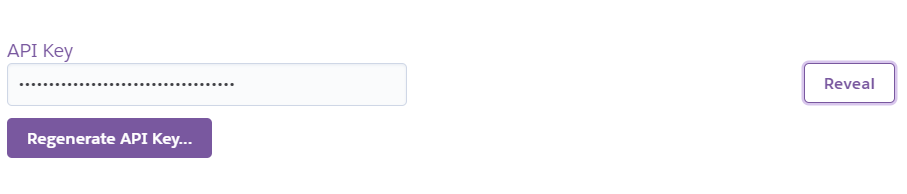 API Key
••••••••••••••••••••••••••••••••••••
Reveal
Regenerate API Key...